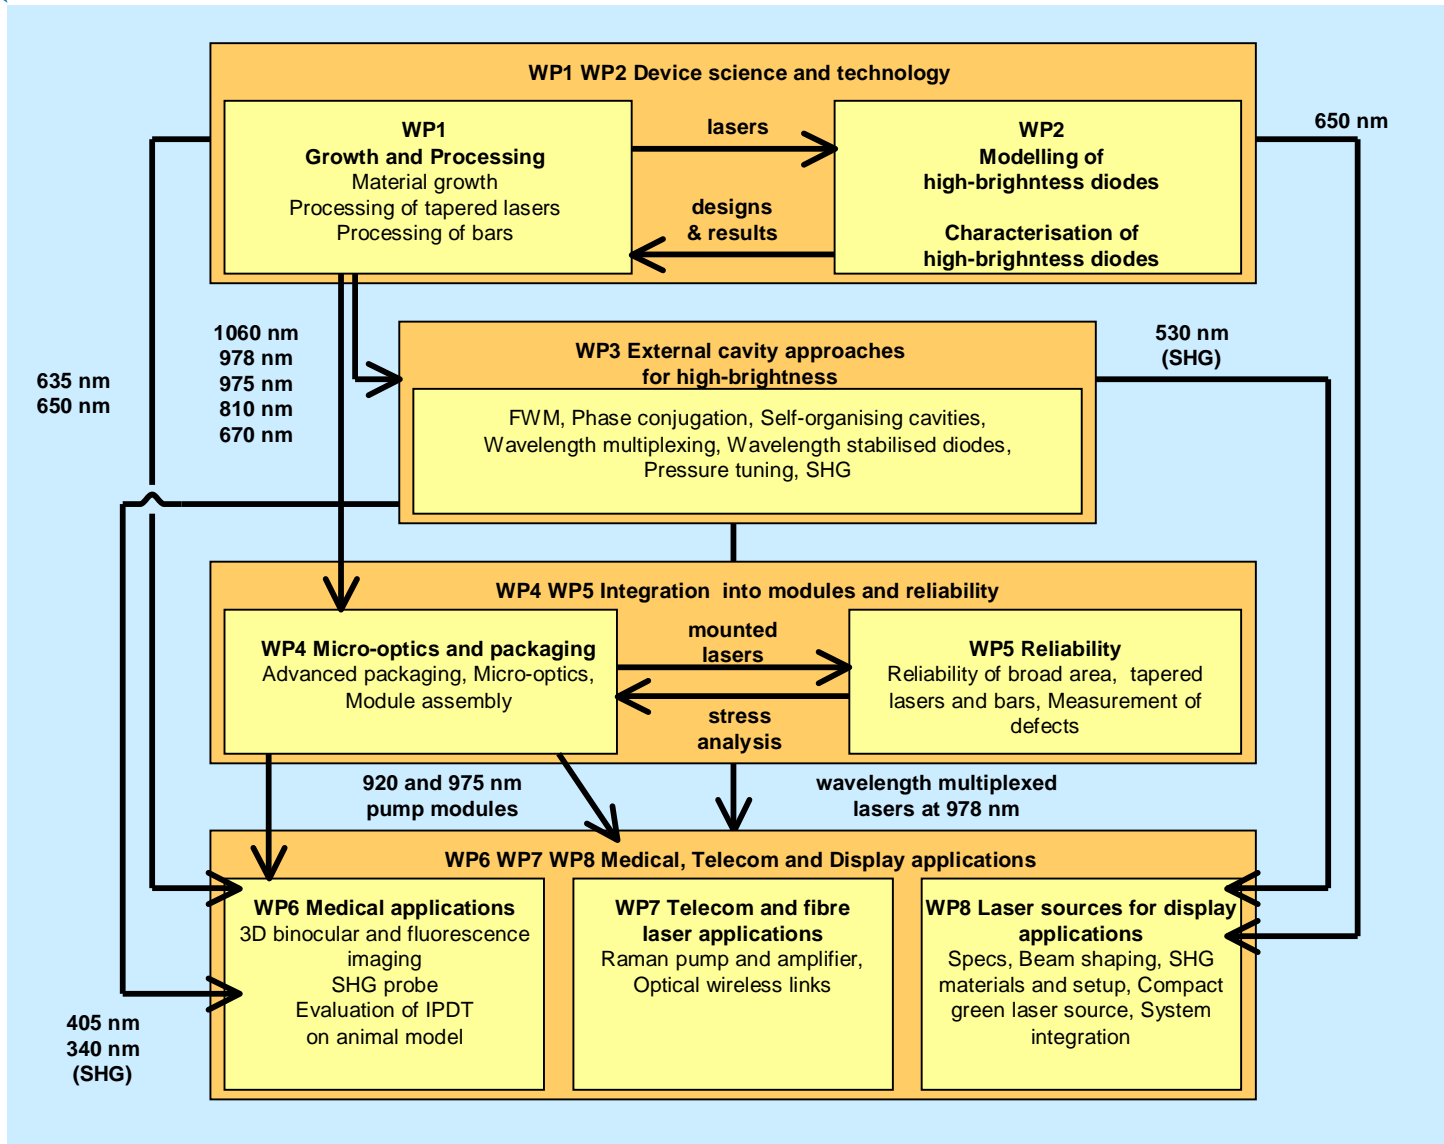 WP1 WP2 Device science and technology
WP1
Growth and Processing
Material growth
Processing of tapered lasers
Processing of bars
lasers
designs
& results
WP2
Modelling of
high-brighntess diodes
Characterisation of
high-brighntess diodes
650 nm
635 nm
650 nm
1060 nm
978 nm
975 nm
810 nm
670 nm
WP3 External cavity approaches
for high-brightness
FWM, Phase conjugation, Self-organising cavities,
Wavelength multiplexing, Wavelength stabilised diodes,
Pressure tuning, SHG
530 nm
(SHG)
WP4 WP5 Integration  into modules and reliability
WP4 Micro-optics and packaging
Advanced packaging, Micro-optics,
Module assembly
mounted
lasers
stress
analysis
WP5 Reliability
Reliability of broad area,  tapered
lasers and bars, Measurement of
defects
920 and 975 nm
pump modules
wavelength multiplexed
lasers at 978 nm
WP6 WP7 WP8 Medical, Telecom and Display applications
WP6 Medical applications
3D binocular and fluorescence
imaging
SHG probe
Evaluation of IPDT
on animal model
WP7 Telecom and fibre
laser applications
Raman pump and amplifier,
Optical wireless links
WP8 Laser sources for display
applications
Specs, Beam shaping, SHG
materials and setup, Compact
green laser source, System
integration
405 nm
340 nm
(SHG)